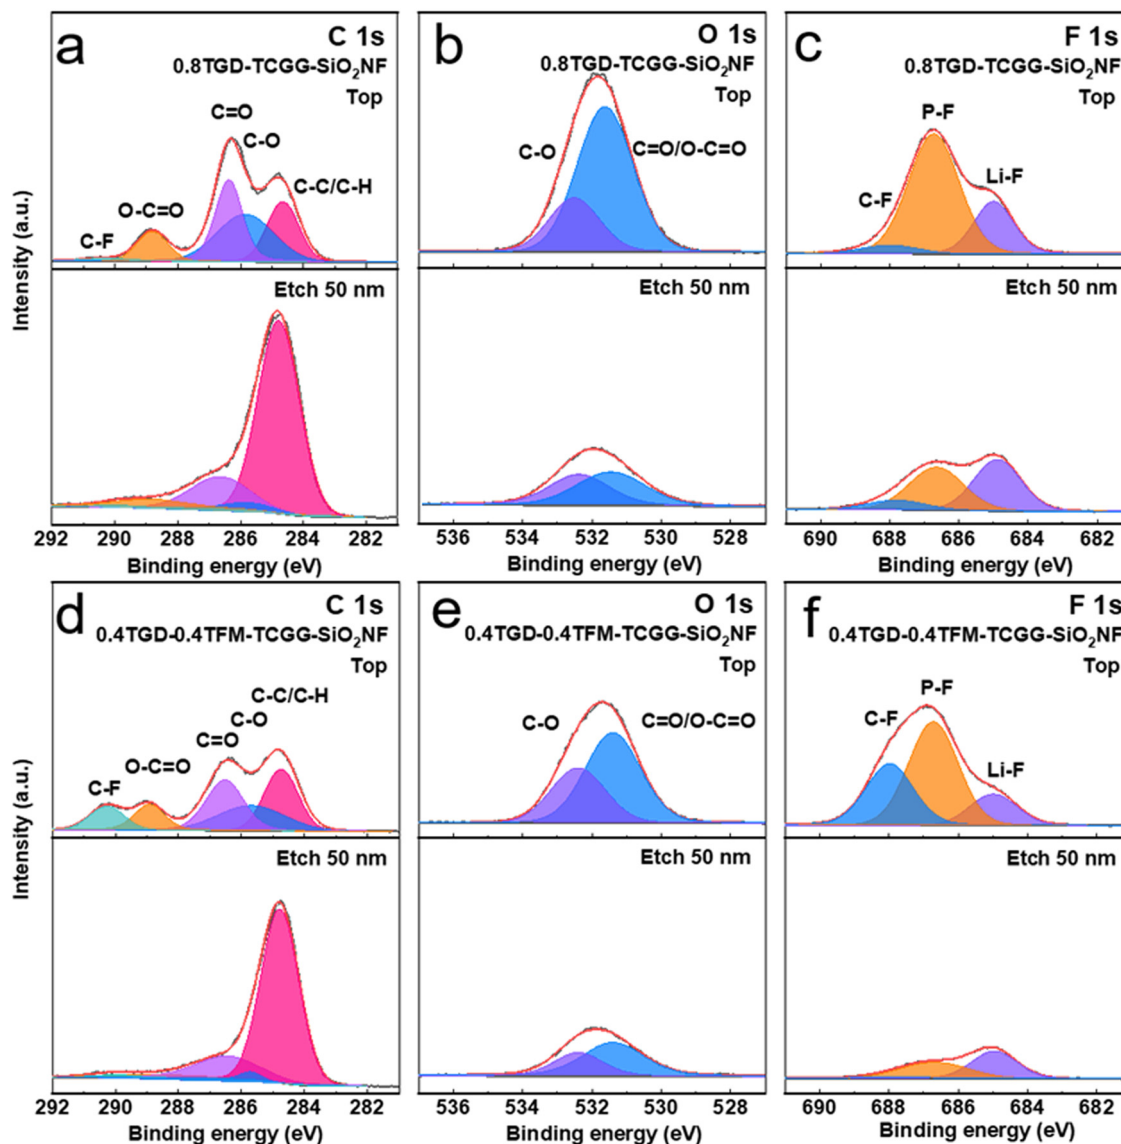 a
C 1s
0.8TGD-TCGG-SiO₂NF
Top
C=O
C-O
C-C/C-H
O-C=O
C-F
Etch 50 nm
292 290 288 286 284 282
Binding energy (eV)
Intensity (a.u.)
b
O 1s
0.8TGD-TCGG-SiO₂NF
Top
C-O
C=O/O-C=O
Etch 50 nm
536 534 532 530 528
Binding energy (eV)
c
F 1s
0.8TGD-TCGG-SiO₂NF
Top
P-F
Li-F
C-F
Etch 50 nm
690 688 686 684 682
Binding energy (eV)
d
C 1s
0.4TGD-0.4TFM-TCGG-SiO₂NF
Top
C-C/C-H
C-O
C=O
O-C=O
C-F
Etch 50 nm
292 290 288 286 284 282
Binding energy (eV)
Intensity (a.u.)
e
O 1s
0.4TGD-0.4TFM-TCGG-SiO₂NF
Top
C-O
C=O/O-C=O
Etch 50 nm
536 534 532 530 528
Binding energy (eV)
f
F 1s
0.4TGD-0.4TFM-TCGG-SiO₂NF
Top
P-F
C-F
Li-F
Etch 50 nm
690 688 686 684 682
Binding energy (eV)